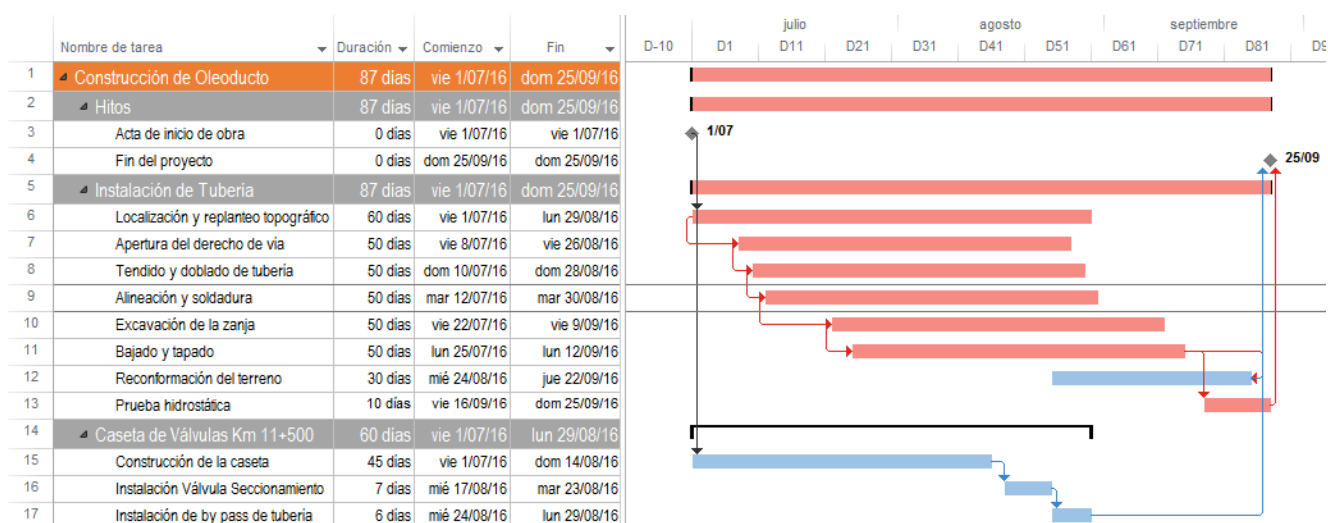 julio agosto septiembre
Nombre de tarea Duración Comienzo Fin D-10 D1 D11 D21 D31 D41 D51 D61 D71 D81 D9
1 Construcción de Oleoducto 87 días vie 1/07/16 dom 25/09/16
2 Hitos 87 días vie 1/07/16 dom 25/09/16
3 Acta de inicio de obra 0 días vie 1/07/16 vie 1/07/16 1/07
4 Fin del proyecto 0 días dom 25/09/16 dom 25/09/16 25/09
5 Instalación de Tubería 87 días vie 1/07/16 dom 25/09/16
6 Localización y replanteo topográfico 60 días vie 1/07/16 lun 29/08/16
7 Apertura del derecho de vía 50 días vie 8/07/16 vie 26/08/16
8 Tendido y doblado de tubería 50 días dom 10/07/16 dom 28/08/16
9 Alineación y soldadura 50 días mar 12/07/16 mar 30/08/16
10 Excavación de la zanja 50 días vie 22/07/16 vie 9/09/16
11 Bajado y tapado 50 días lun 25/07/16 lun 12/09/16
12 Reconformación del terreno 30 días mié 24/08/16 jue 22/09/16
13 Prueba hidrostática 10 días vie 16/09/16 dom 25/09/16
14 Caseta de Válvulas Km 11+500 60 días vie 1/07/16 lun 29/08/16
15 Construcción de la caseta 45 días vie 1/07/16 dom 14/08/16
16 Instalación Válvula Seccionamiento 7 días mié 17/08/16 mar 23/08/16
17 Instalación de by pass de tubería 6 días mié 24/08/16 lun 29/08/16